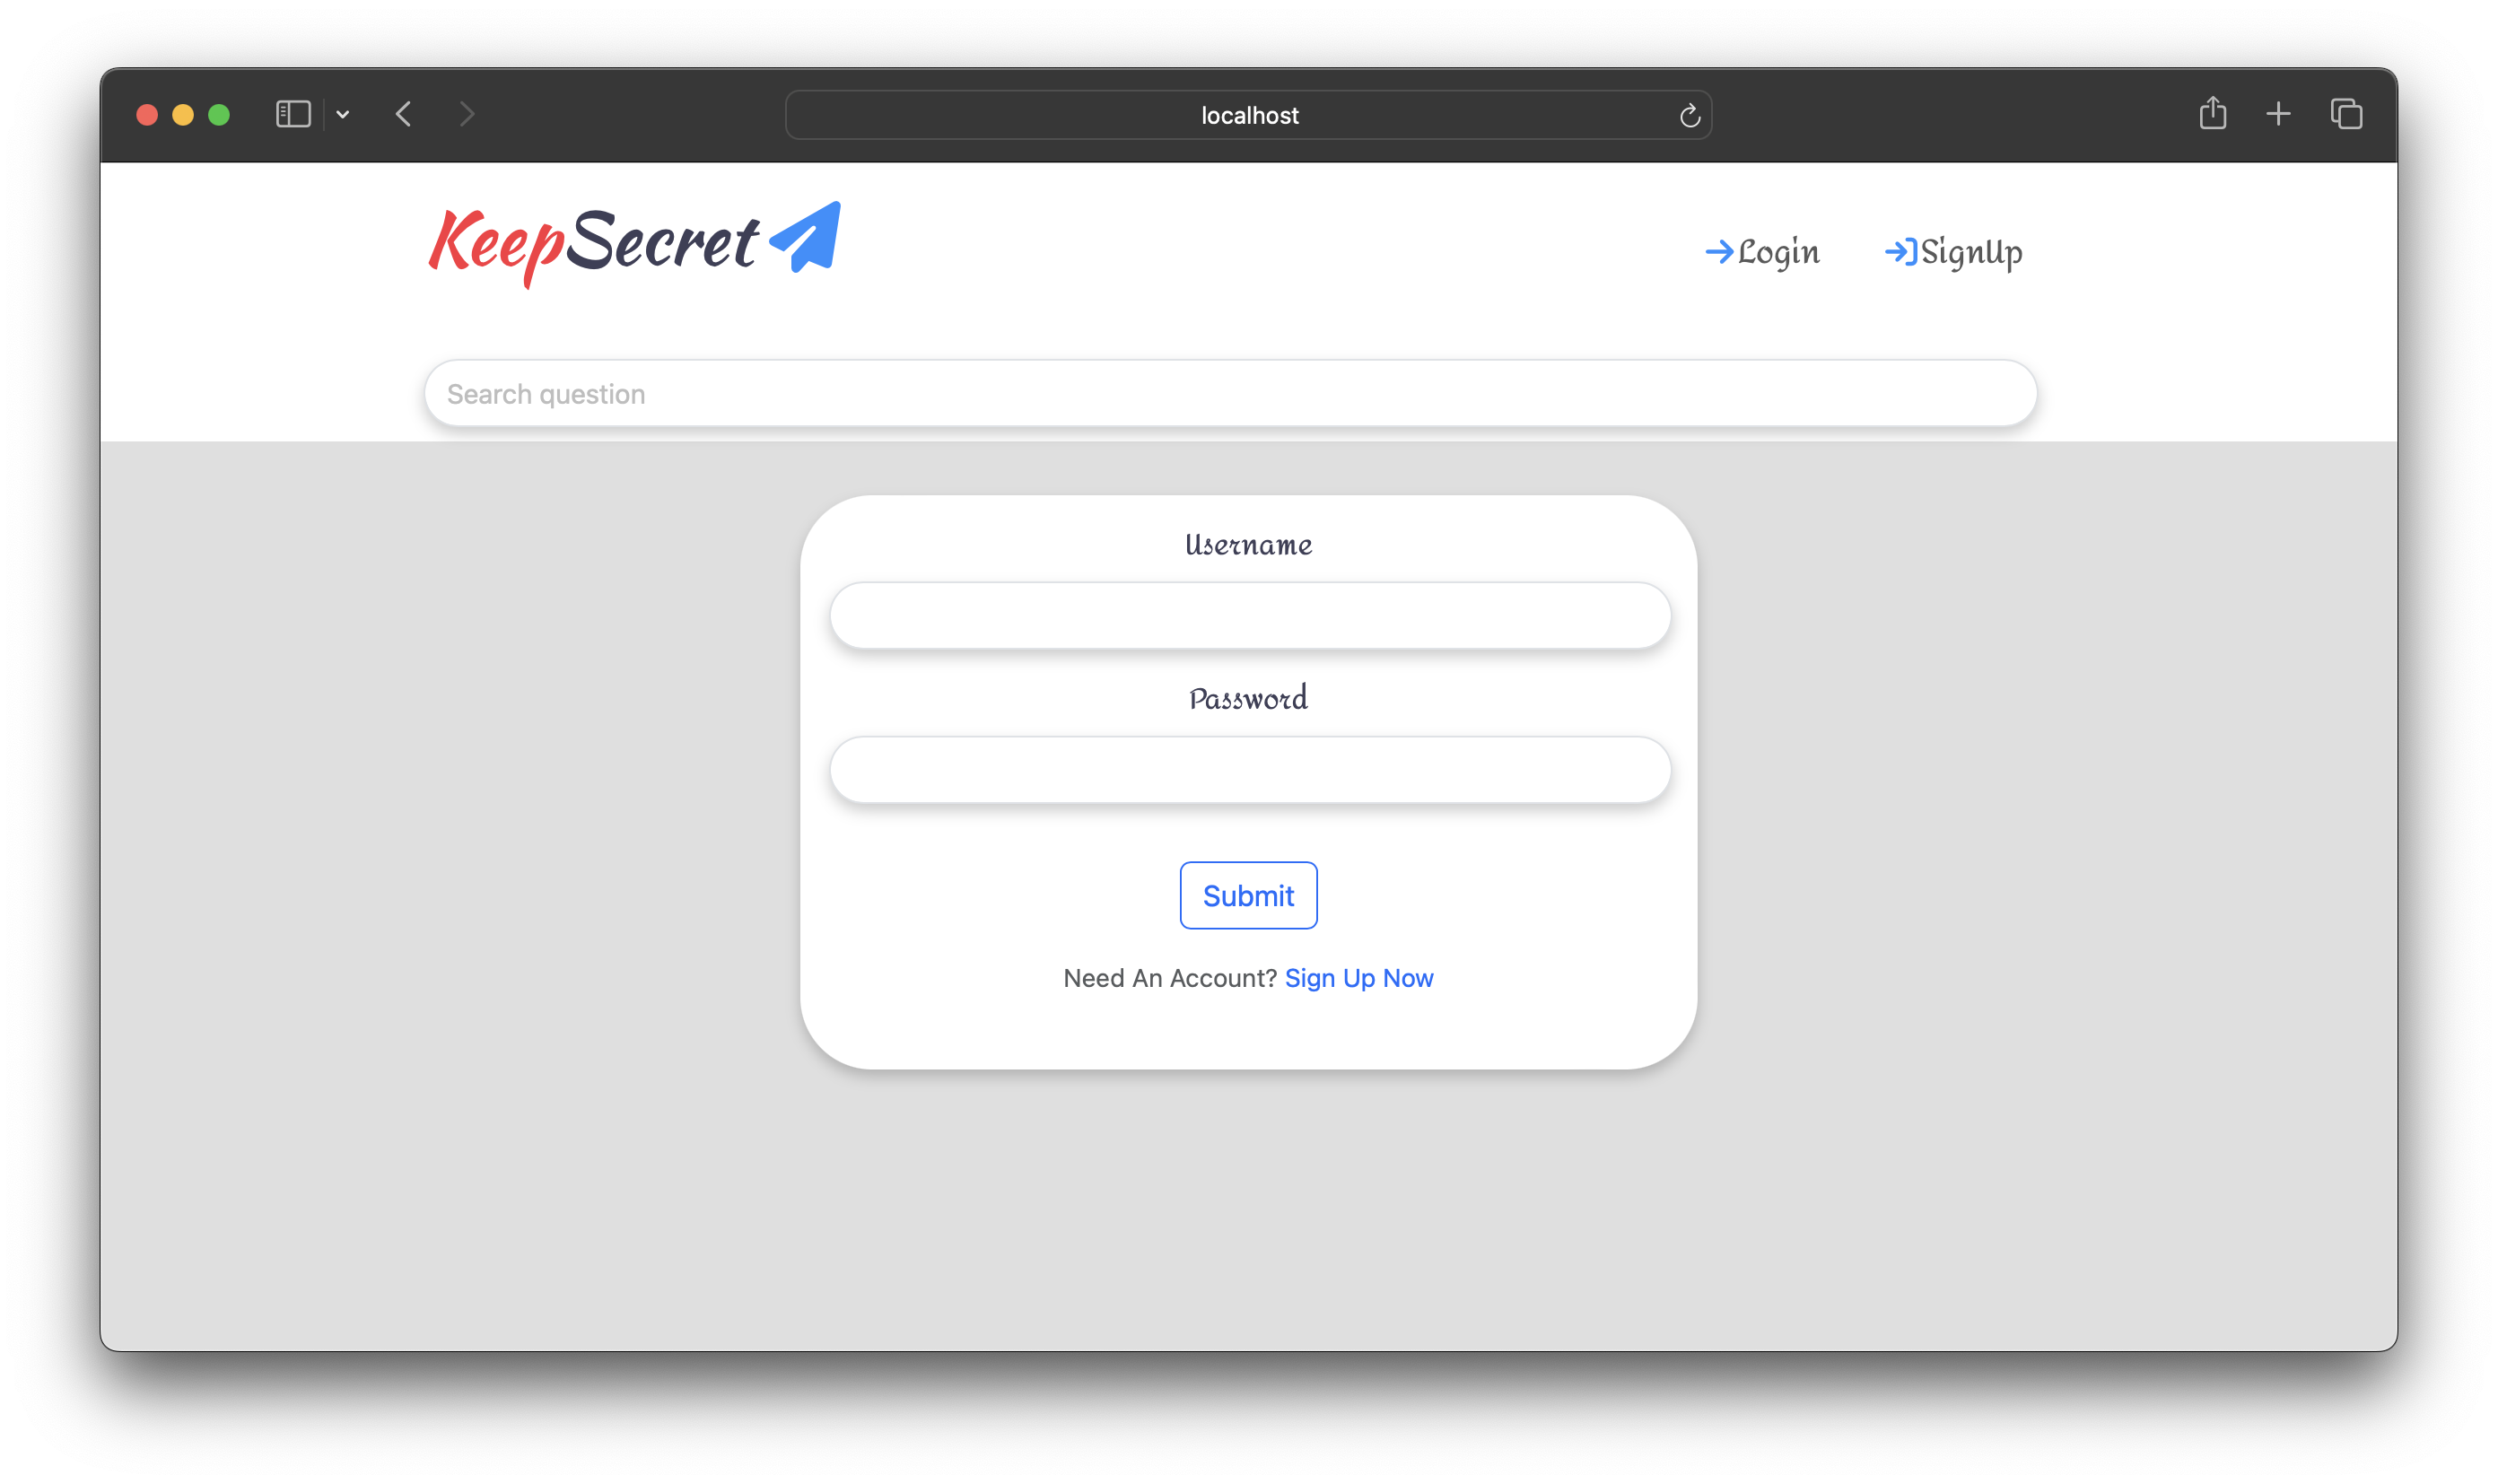 localhost
KeepSecret
Login SignUp
Search question
Username
Password
Submit
Need An Account? Sign Up Now